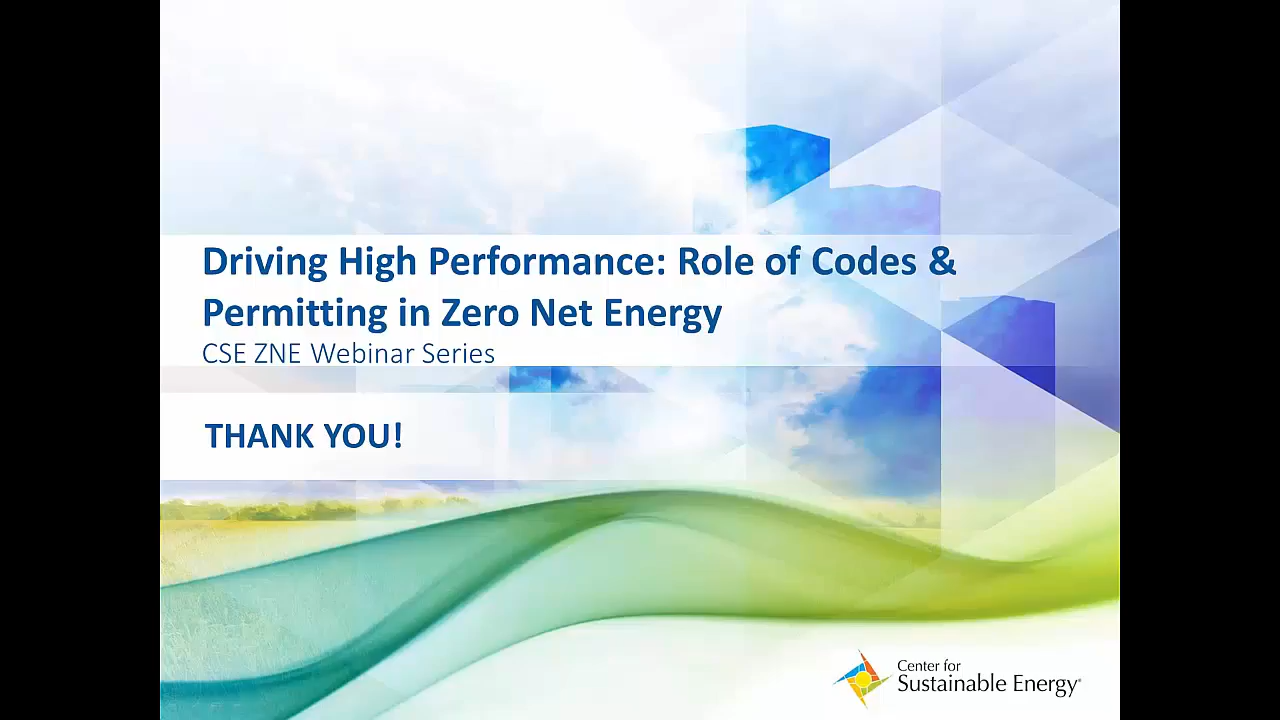 Driving High Performance: Role of Codes &
Permitting in Zero Net Energy
CSE ZNE Webinar Series
THANK YOU!
Center for
Sustainable Energy®